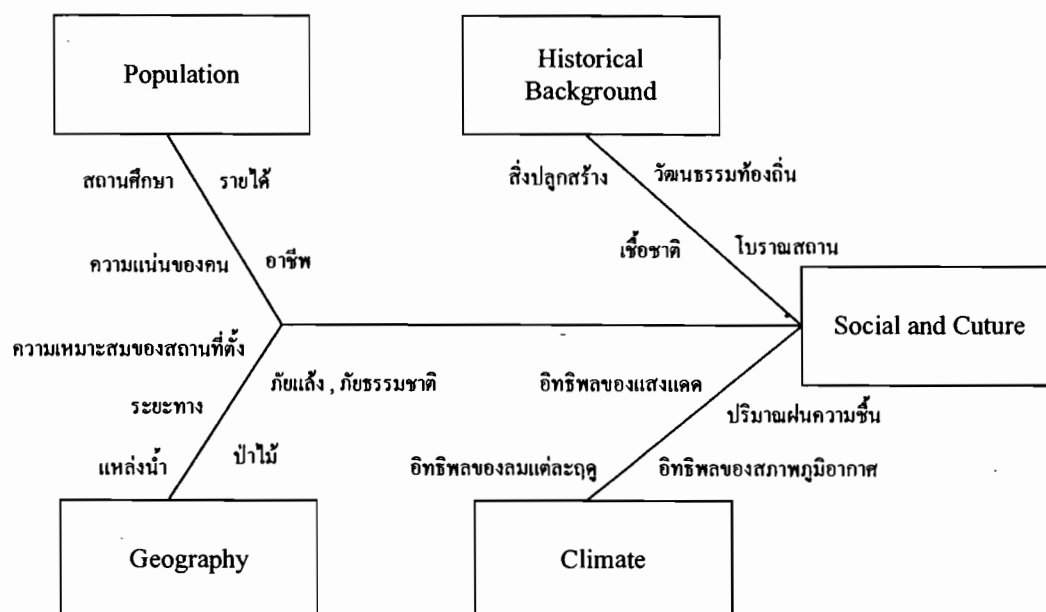 Population
Historical
Background
สถานศึกษา
รายได้
สิ่งปลูกสร้าง
วัฒนธรรมท้องถิ่น
ความแน่นของคน
อาชีพ
เชื้อชาติ
โบราณสถาน
Social and Cuture
ความเหมาะสมของสถานที่ตั้ง
ภัยแล้ง , ภัยธรรมชาติ
อิทธิพลของแสงแดด
ระยะทาง
ปริมาณฝนความชื้น
แหล่งน้ำ
ป่าไม้
อิทธิพลของลมแต่ละฤดู
อิทธิพลของสภาพภูมิอากาศ
Geography
Climate